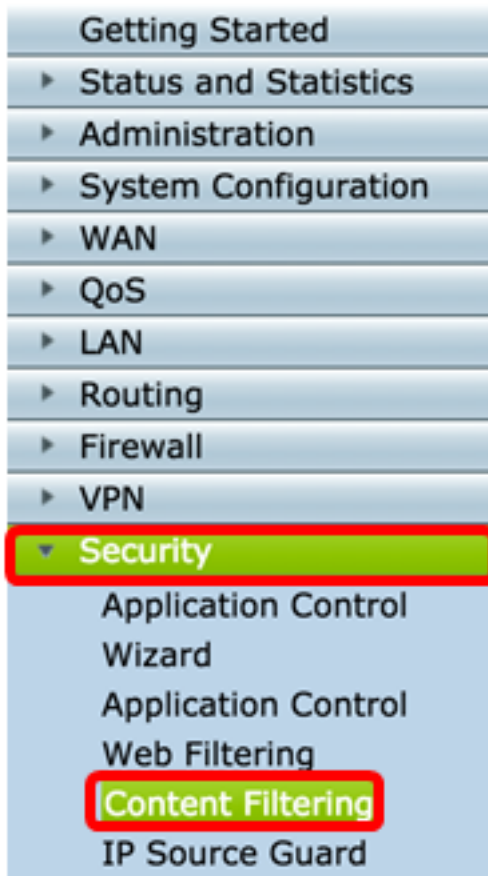 Getting Started
Status and Statistics
Administration
System Configuration
WAN
QoS
LAN
Routing
Firewall
VPN
Security
Application Control
Wizard
Application Control
Web Filtering
Content Filtering
IP Source Guard